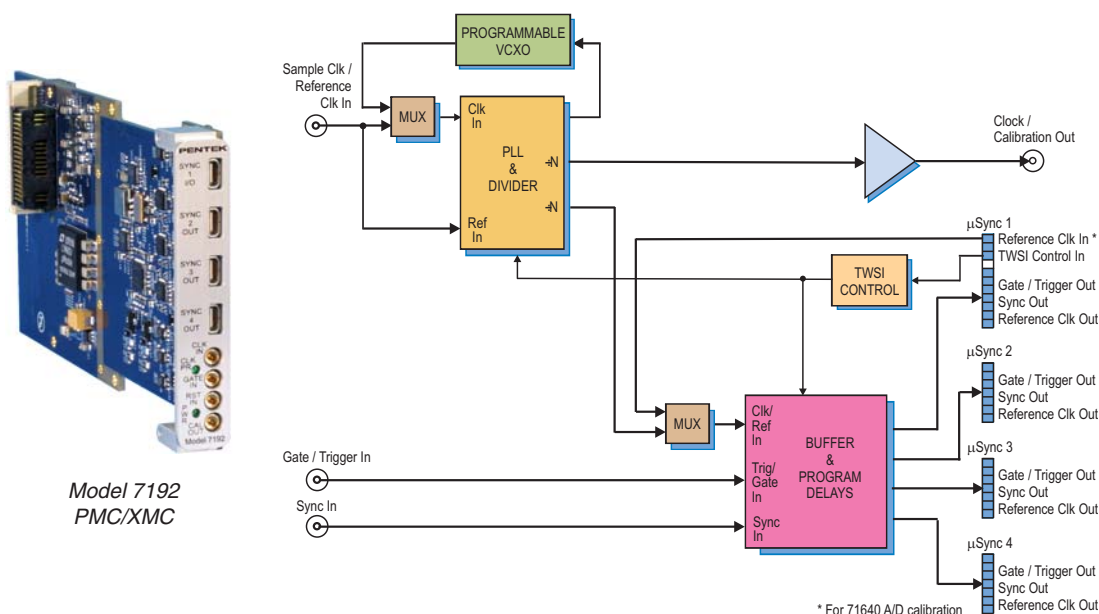 PENTEK
SYNC
1
I/O
SYNC
2
OUT
SYNC
3
OUT
SYNC
4
OUT
CLK
IN
CLK
PR
GATE
IN
RST
IN
P
W
R
CAL
OUT
Model 7192
Model 7192
PMC/XMC
PROGRAMMABLE
VCXO
Sample Clk /
Reference
Clk In
MUX
Clk
In
PLL
&
DIVIDER
÷N
÷N
Ref
In
Clock /
Calibration Out
TWSI
CONTROL
µSync 1
Reference Clk In *
TWSI Control In
Gate / Trigger Out
Sync Out
Reference Clk Out
µSync 2
Gate / Trigger Out
Sync Out
Reference Clk Out
MUX
Clk/
Ref
In
Trig/
Gate
In
Sync
In
BUFFER
&
PROGRAM
DELAYS
Gate / Trigger In
Sync In
µSync 3
Gate / Trigger Out
Sync Out
Reference Clk Out
µSync 4
Gate / Trigger Out
Sync Out
Reference Clk Out
* For 71640 A/D calibration